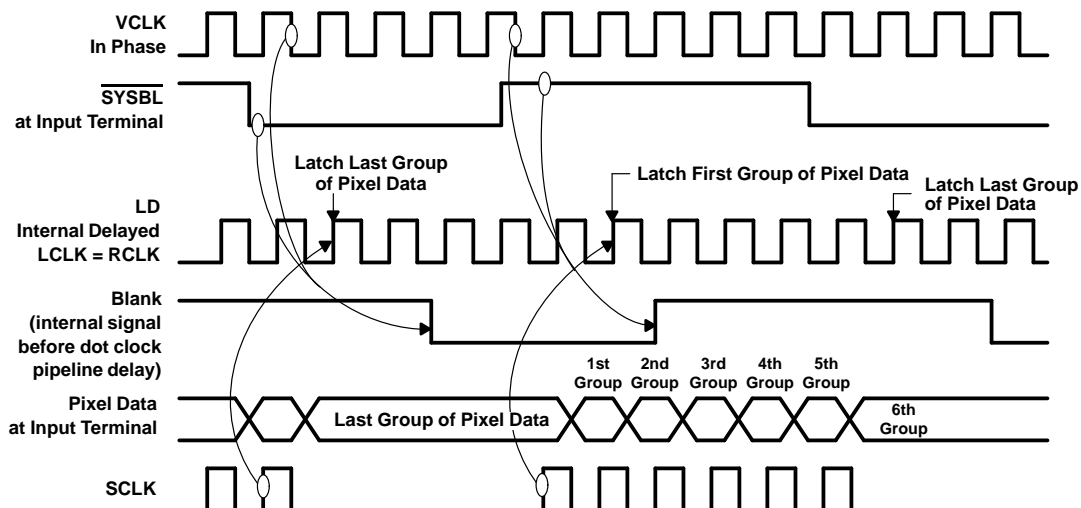 VCLK
In Phase
SYSBL
at Input Terminal
Latch Last Group
of Pixel Data
Latch First Group of Pixel Data
Latch Last Group
of Pixel Data
LD
Internal Delayed
LCLK = RCLK
Blank
(internal signal
before dot clock
pipeline delay)
1st
Group
2nd
Group
3rd
Group
4th
Group
5th
Group
Pixel Data
at Input Terminal
Last Group of Pixel Data
6th
Group
SCLK